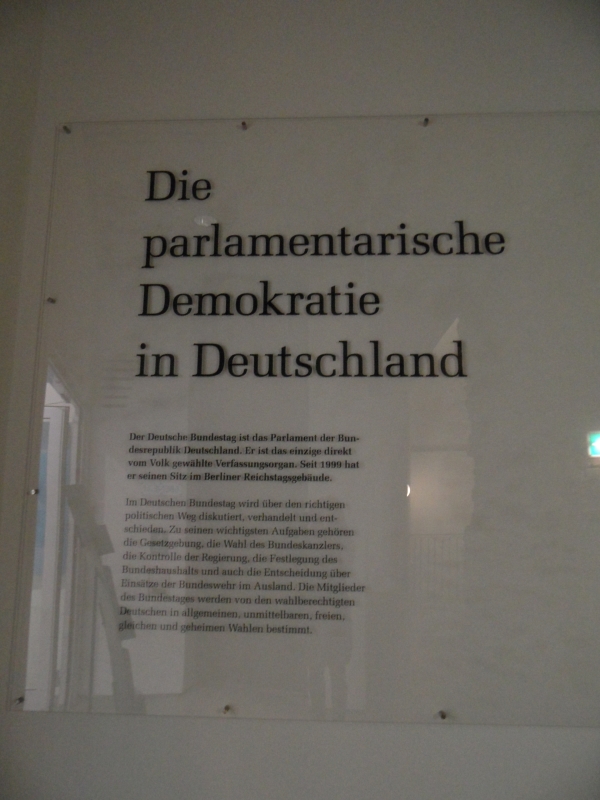 Die
parlamentarische
Demokratie
in Deutschland
Der Deutsche Bundestag ist das Parlament der Bun-
desrepublik Deutschland. Er ist das einzige direkt
vom Volk gewählte Verfassungsorgan. Seit 1999 hat
er seinen Sitz im Berliner Reichstagsgebäude.
Im Deutschen Bundestag wird über den richtigen
politischen Weg diskutiert, verhandelt und ent-
schieden. Zu seinen wichtigsten Aufgaben gehören
die Gesetzgebung, die Wahl des Bundeskanzlers,
die Kontrolle der Regierung, die Festlegung des
Bundeshaushalts und auch die Entscheidung über
Einsätze der Bundeswehr im Ausland. Die Mitglieder
des Bundestages werden von den wahlberechtigten
Deutschen in allgemeinen, unmittelbaren, freien,
gleichen und geheimen Wahlen bestimmt.